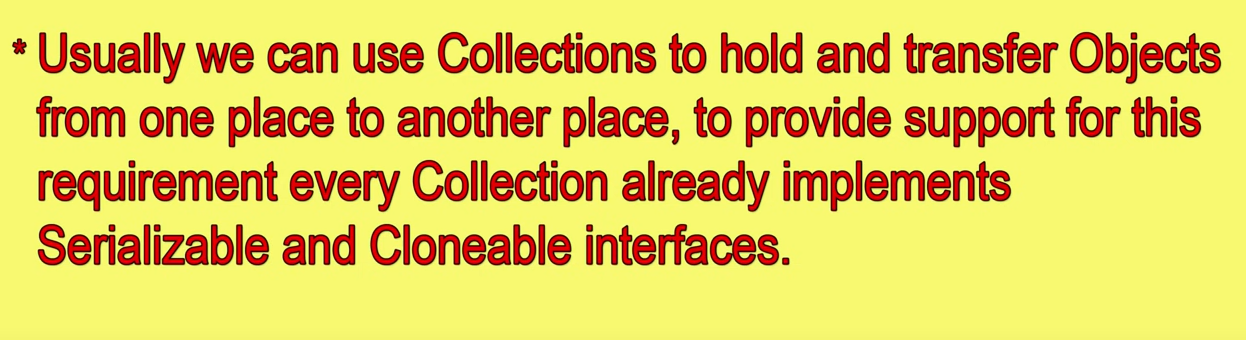 * Usually we can use Collections to hold and transfer Objects
from one place to another place, to provide support for this
requirement every Collection already implements
Serializable and Cloneable interfaces.